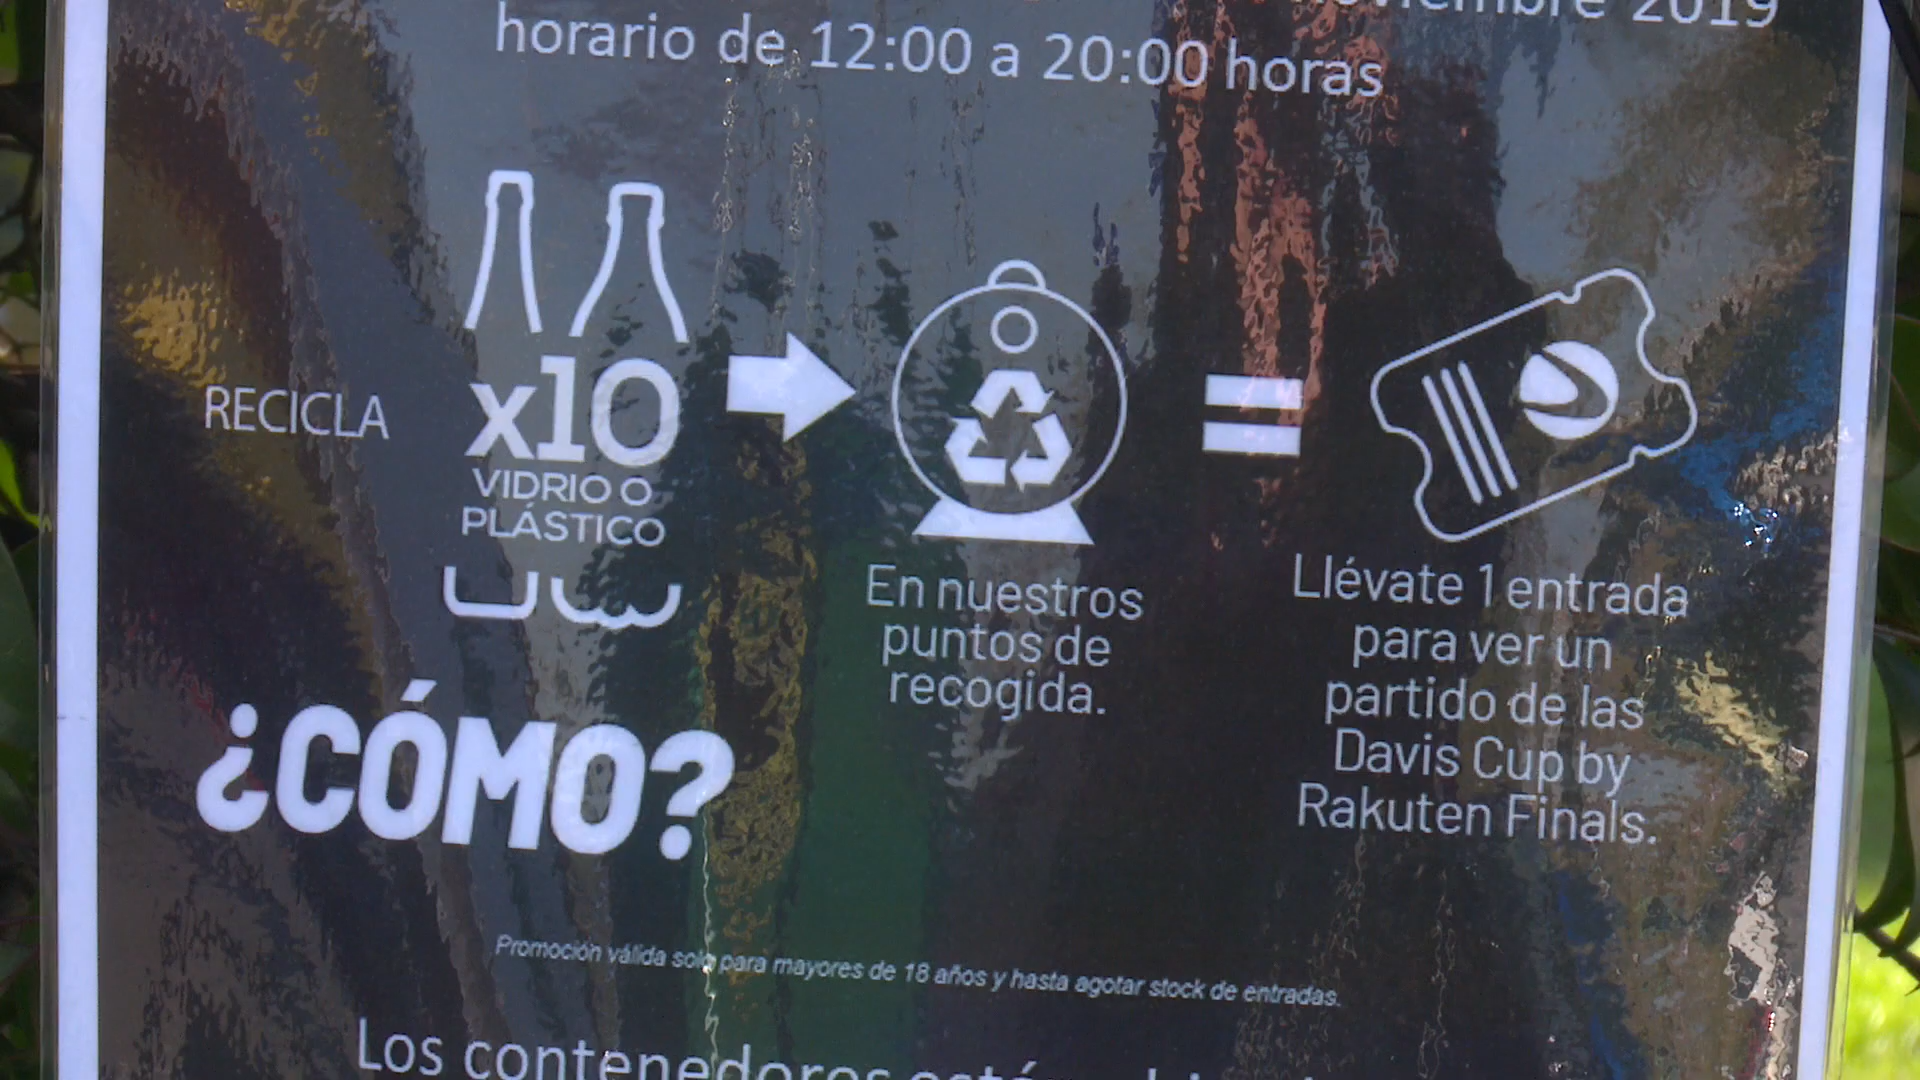 noviembre 2019
horario de 12:00 a 20:00 horas
RECICLA
x10
VIDRIO O
PLÁSTICO
En nuestros
puntos de
recogida.
Llévate 1 entrada
para ver un
partido de las
Davis Cup by
Rakuten Finals.
¿CÓMO?
Promoción válida solo para mayores de 18 años y hasta agotar stock de entradas.
Los contenedores